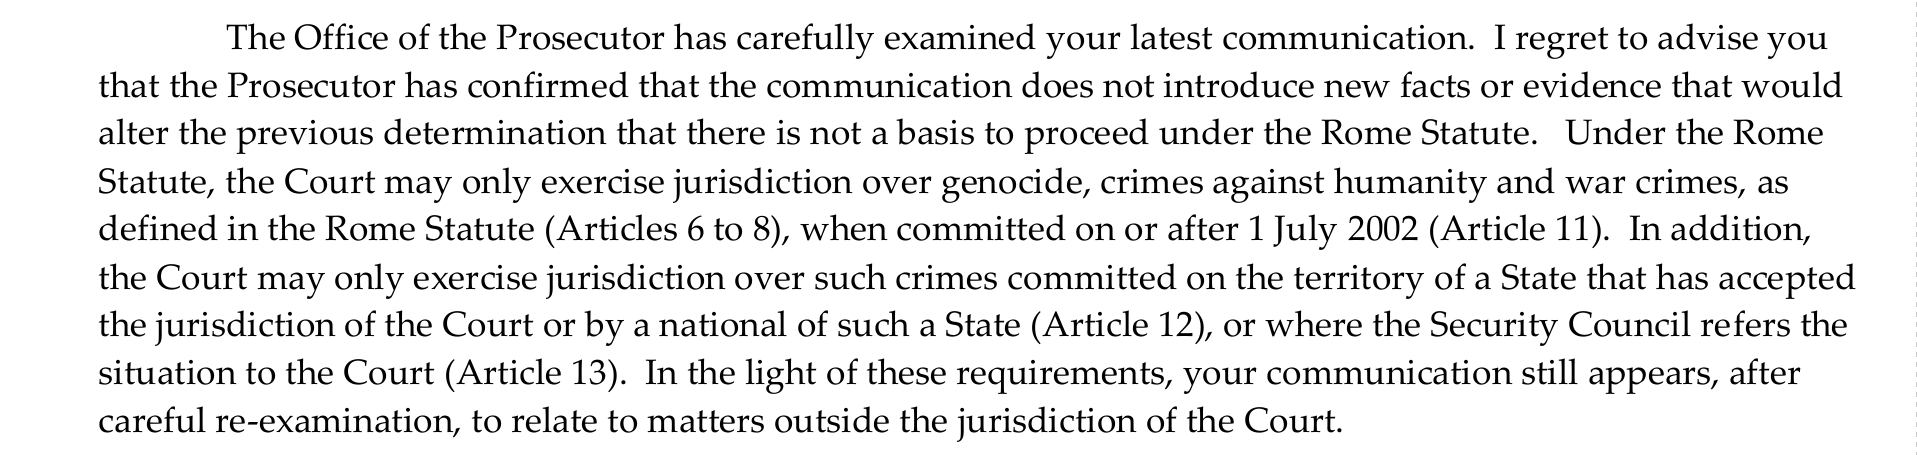 The Office of the Prosecutor has carefully examined your latest communication.  I regret to advise you
that the Prosecutor has confirmed that the communication does not introduce new facts or evidence that would
alter the previous determination that there is not a basis to proceed under the Rome Statute.   Under the Rome
Statute, the Court may only exercise jurisdiction over genocide, crimes against humanity and war crimes, as
defined in the Rome Statute (Articles 6 to 8), when committed on or after 1 July 2002 (Article 11).  In addition,
the Court may only exercise jurisdiction over such crimes committed on the territory of a State that has accepted
the jurisdiction of the Court or by a national of such a State (Article 12), or where the Security Council refers the
situation to the Court (Article 13).  In the light of these requirements, your communication still appears, after
careful re-examination, to relate to matters outside the jurisdiction of the Court.